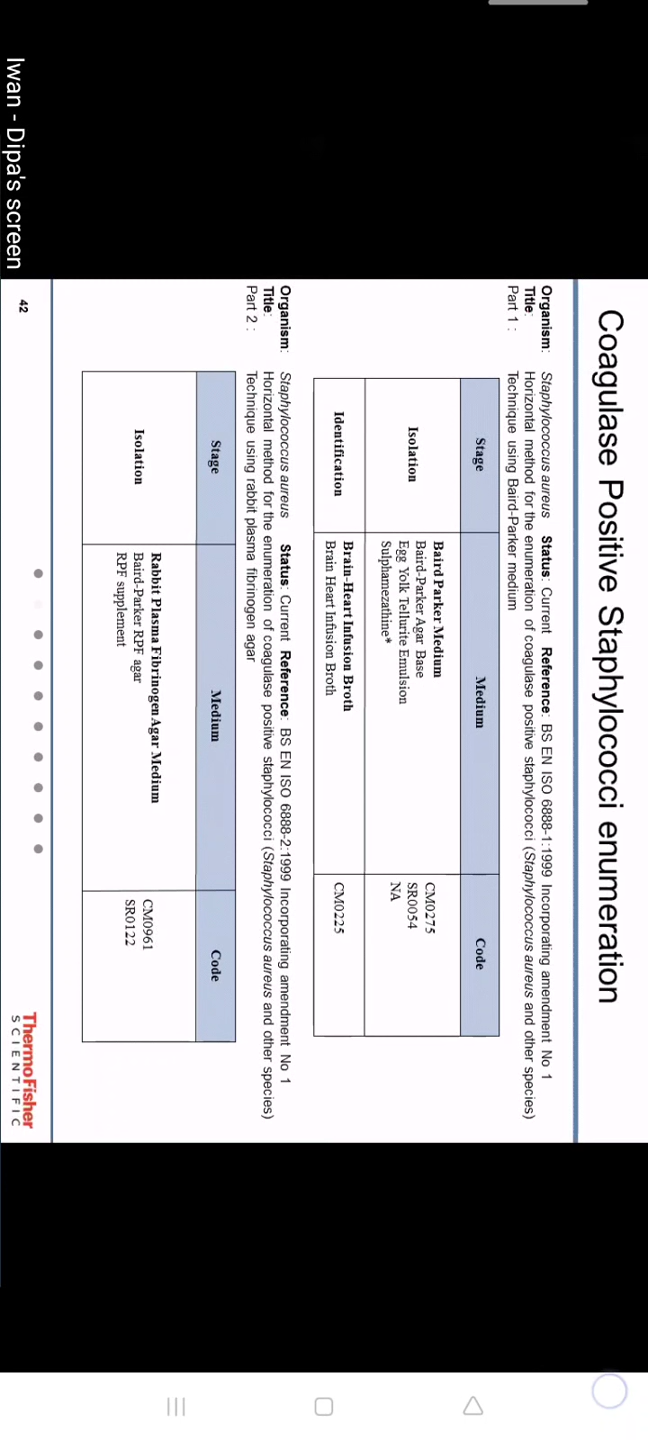 Iwan - Dipa's screen
Coagulase Positive Staphylococci enumeration
Organism: Staphylococcus aureus Status: Current Reference: BS EN ISO 6888-1:1999 Incorporating amendment No 1
Title: Horizontal method for the enumeration of coagulase positive staphylococci (Staphylococcus aureus and other species)
Part 1 : Technique using Baird-Parker medium
Stage Medium Code
Isolation
Baird Parker Medium
Baird-Parker Agar Base CM0275
Egg Yolk Tellurite Emulsion SR0054
Sulphamezathine* NA
Identification
Brain-Heart Infusion Broth
Brain Heart Infusion Broth CM0225
Organism: Staphylococcus aureus Status: Current Reference: BS EN ISO 6888-2:1999 Incorporating amendment No 1
Title: Horizontal method for the enumeration of coagulase positive staphylococci (Staphylococcus aureus and other species)
Part 2 : Technique using rabbit plasma fibrinogen agar
Stage Medium Code
Isolation
Rabbit Plasma Fibrinogen Agar Medium
Baird-Parker RPF agar CM0961
RPF supplement SR0122
42
ThermoFisher
SCIENTIFIC